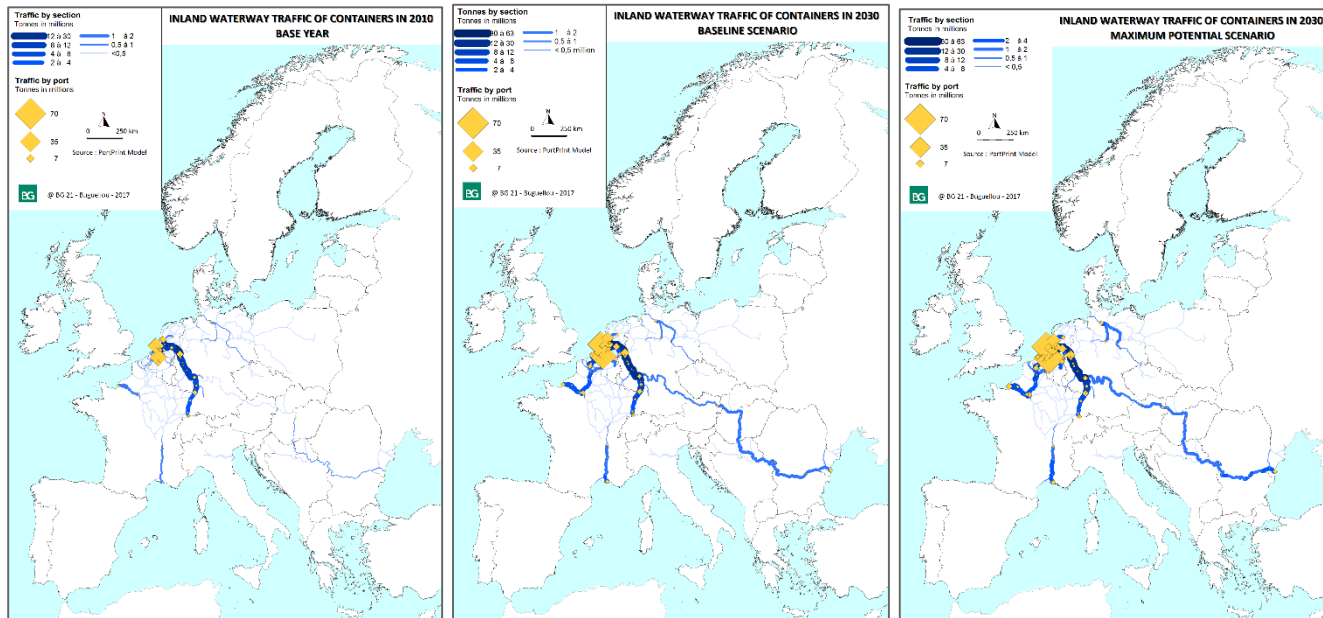 INLAND WATERWAY TRAFFIC OF CONTAINERS IN 2010
BASE YEAR
Traffic by section
Tonnes in millions
12 à 30
8 à 12
4 à 8
2 à 4
1 à 2
0,5 à 1
<0,5
Traffic by port
Tonnes in millions
70
35
7
N
0 250 km
Source : PortPrint Model
BG
@ BG 21 - Buguellou - 2017
INLAND WATERWAY TRAFFIC OF CONTAINERS IN 2030
BASELINE SCENARIO
Tonnes by section
Tonnes in millions
30 à 63
12 à 30
8 à 12
4 à 8
2 à 4
1 à 2
0,5 à 1
< 0,5 million
Traffic by port
Tonnes in millions
70
35
7
N
0 250 km
Source : PortPrint Model
BG
@ BG 21 - Buguellou - 2017
INLAND WATERWAY TRAFFIC OF CONTAINERS IN 2030
MAXIMUM POTENTIAL SCENARIO
Traffic by section
Tonnes in millions
30 à 63
12 à 30
8 à 12
4 à 8
2 à 4
1 à 2
0,5 à 1
< 0,5
Traffic by port
Tonnes in millions
70
35
7
N
0 250 km
Source : PortPrint Model
BG
@ BG 21 - Buguellou - 2017